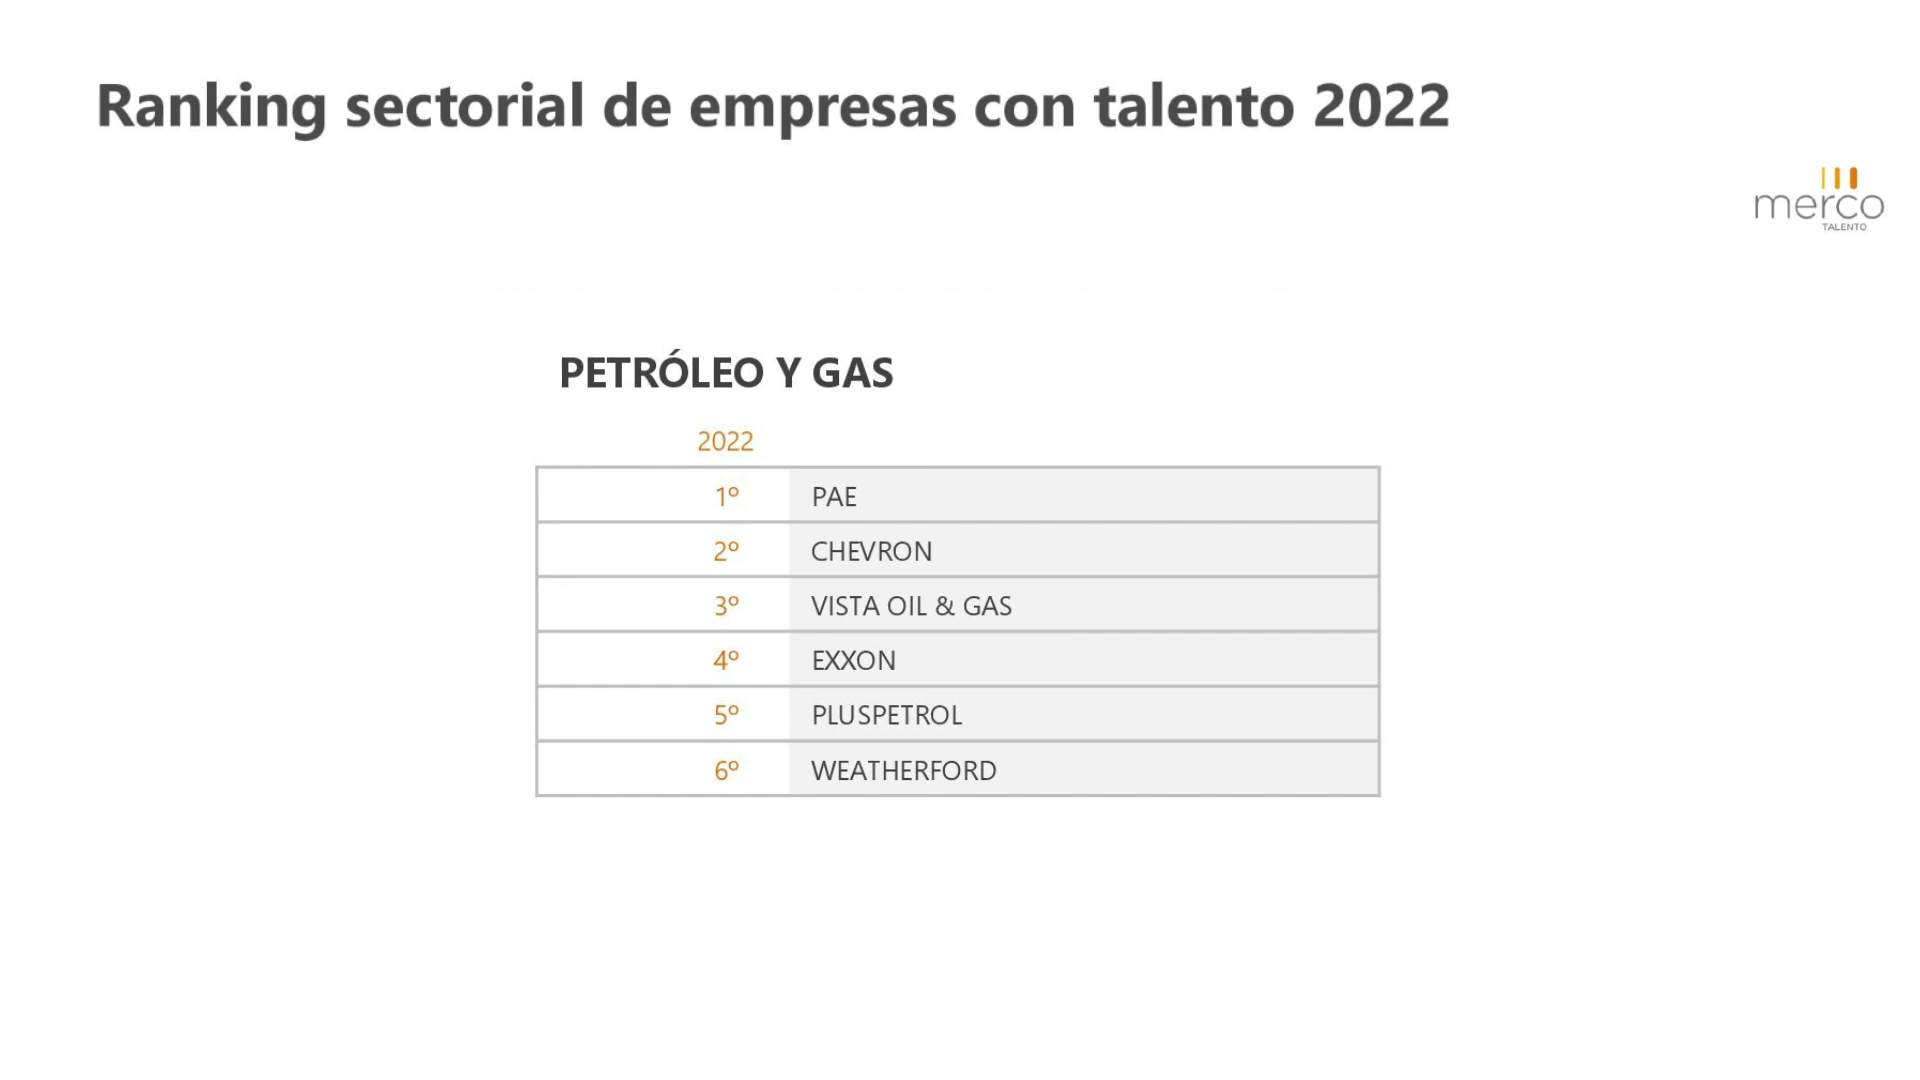 Ranking sectorial de empresas con talento 2022
merco
TALENTO
PETRÓLEO Y GAS
2022
1º PAE
2º CHEVRON
3º VISTA OIL & GAS
4º EXXON
5º PLUSPETROL
6º WEATHERFORD